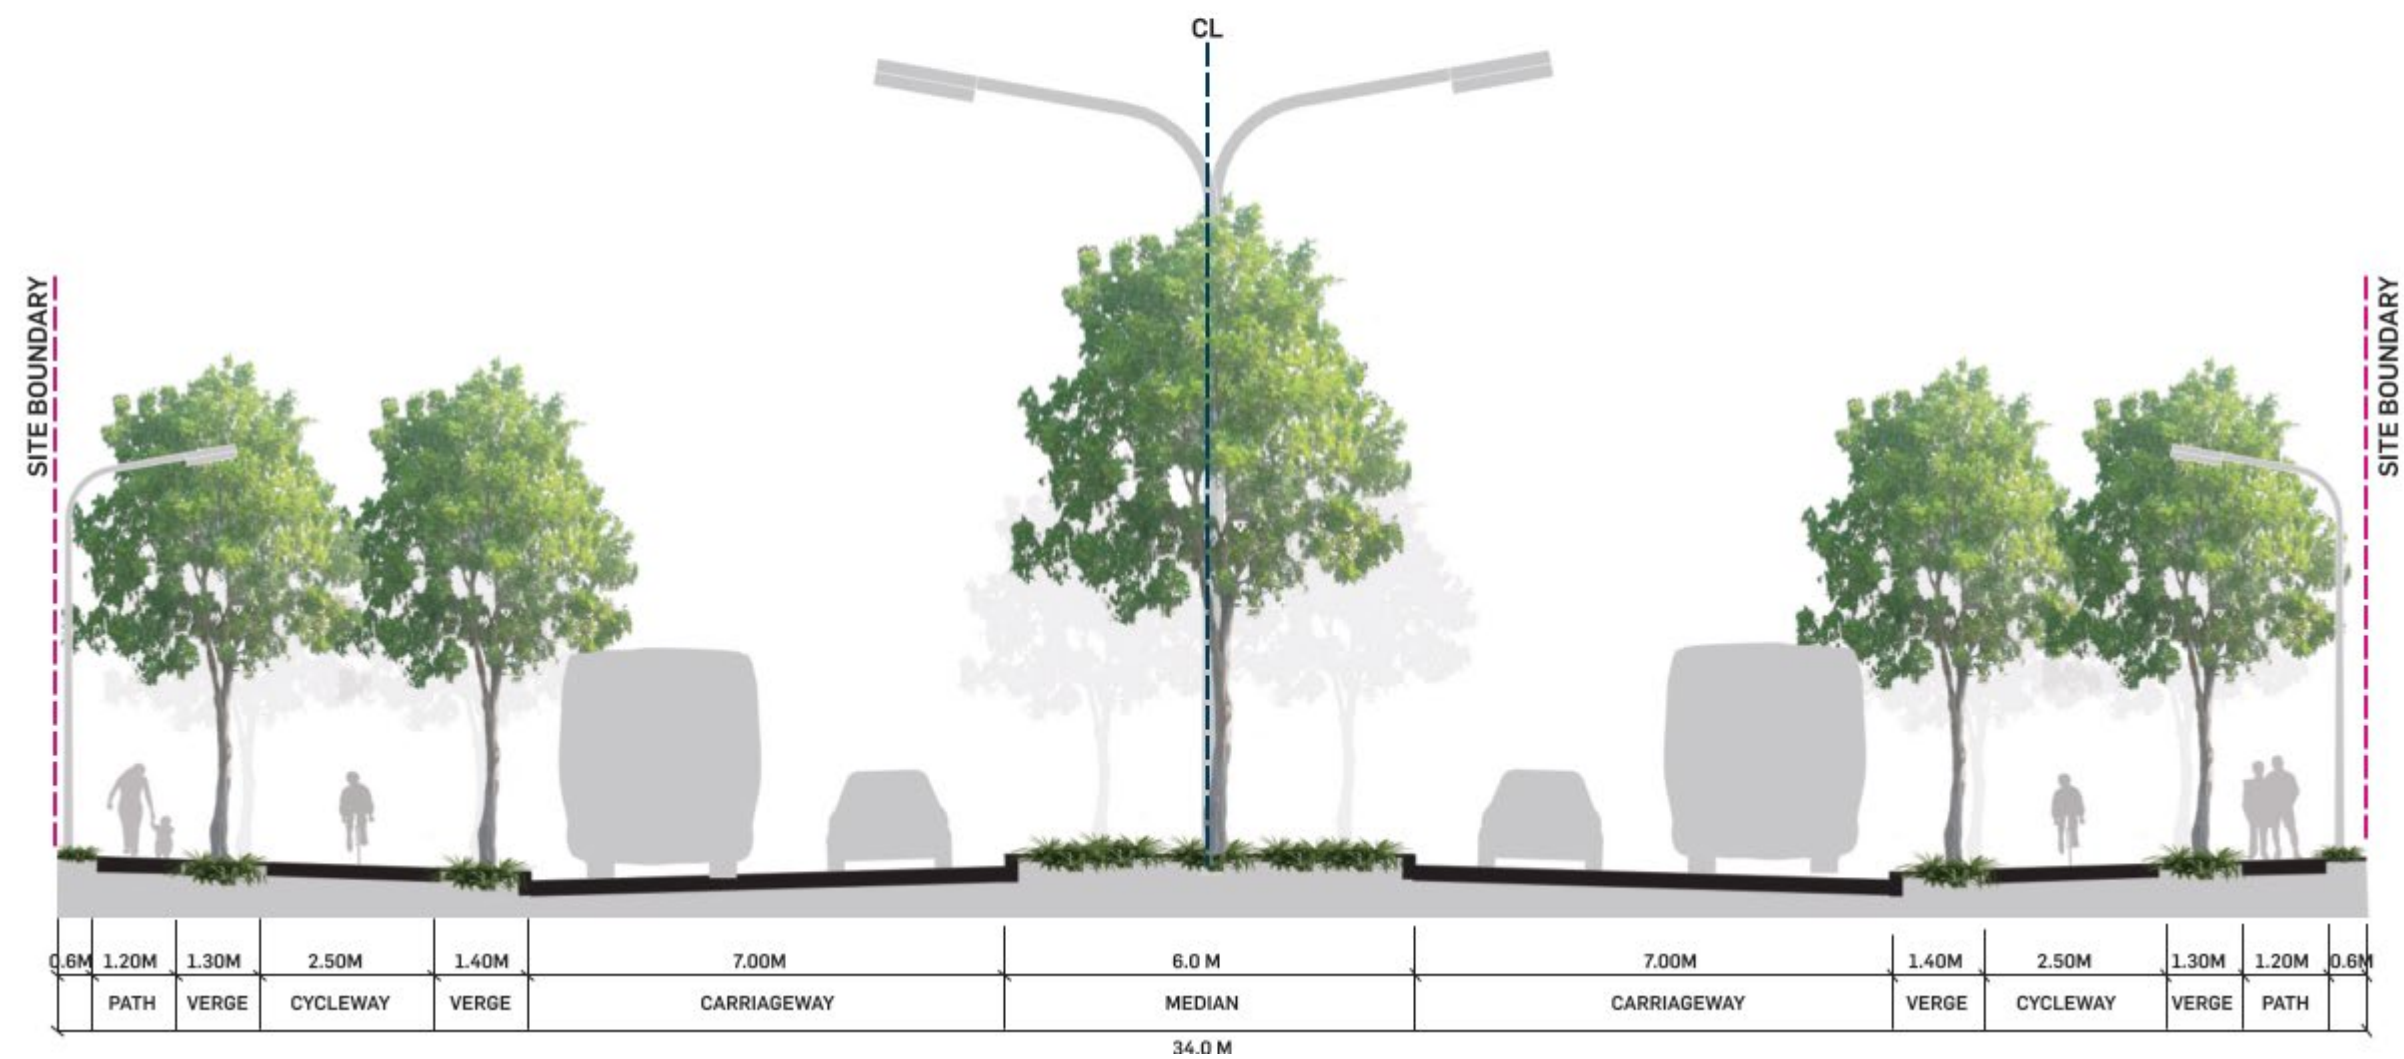 CL
SITE BOUNDARY
SITE BOUNDARY
0.6M 1.20M 1.30M 2.50M 1.40M 7.00M 6.0 M 7.00M 1.40M 2.50M 1.30M 1.20M 0.6M
PATH VERGE CYCLEWAY VERGE CARRIAGEWAY MEDIAN CARRIAGEWAY VERGE CYCLEWAY VERGE PATH
34.0 M